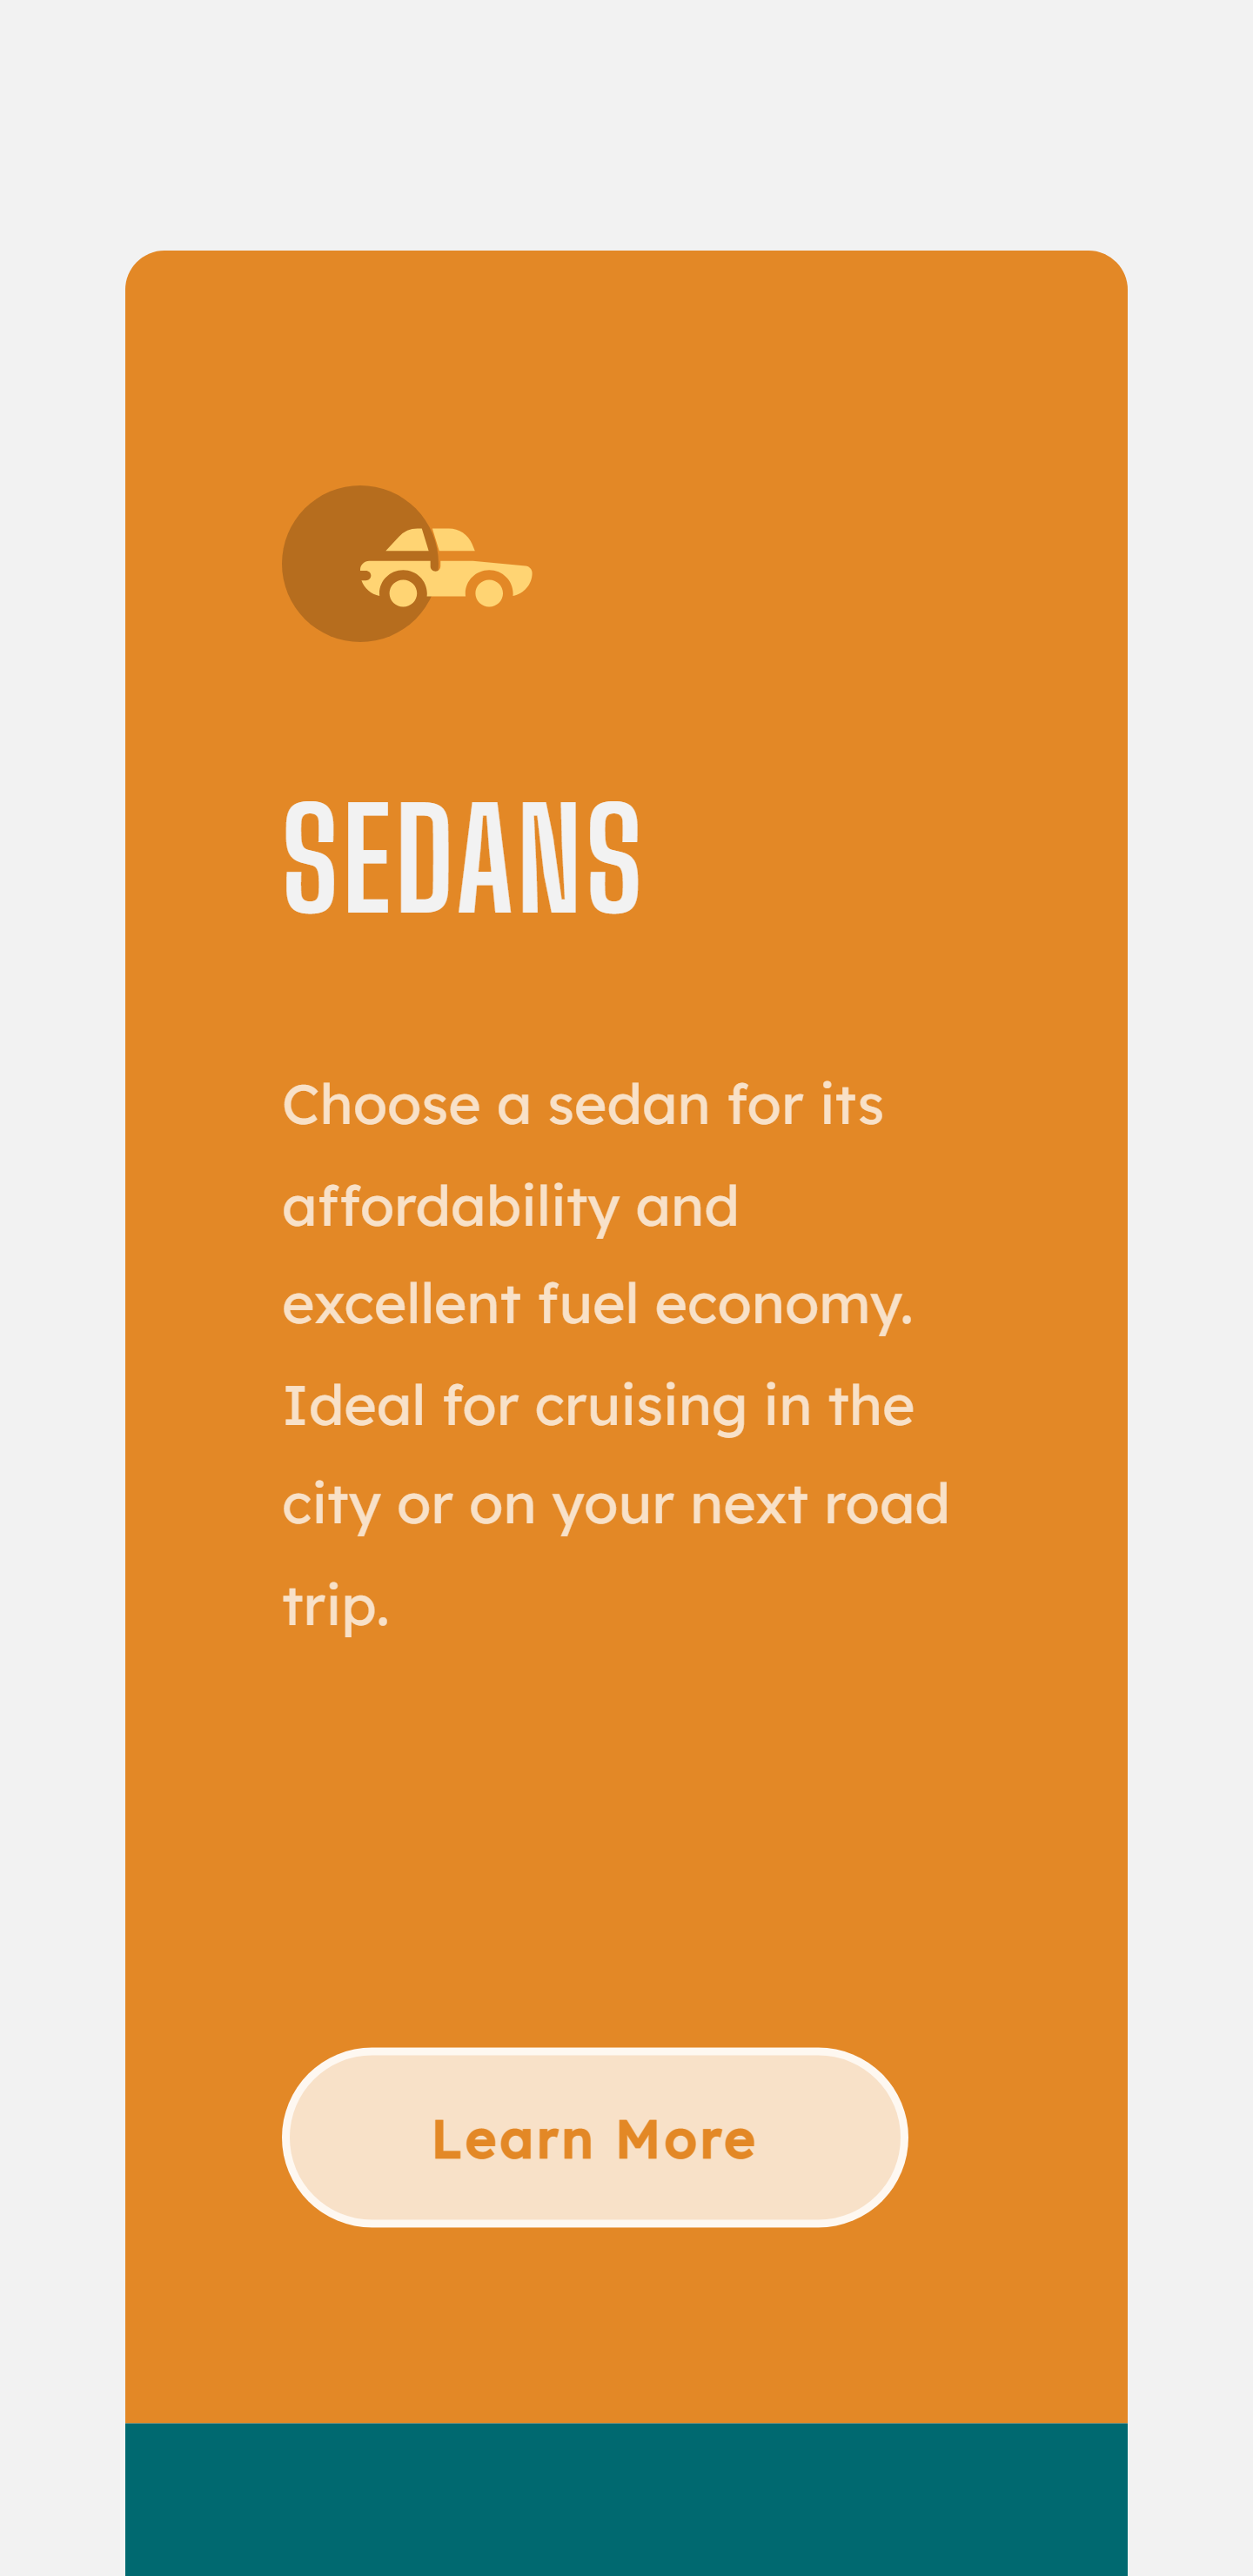 SEDANS
Choose a sedan for its
affordability and
excellent fuel economy.
Ideal for cruising in the
city or on your next road
trip.
Learn More